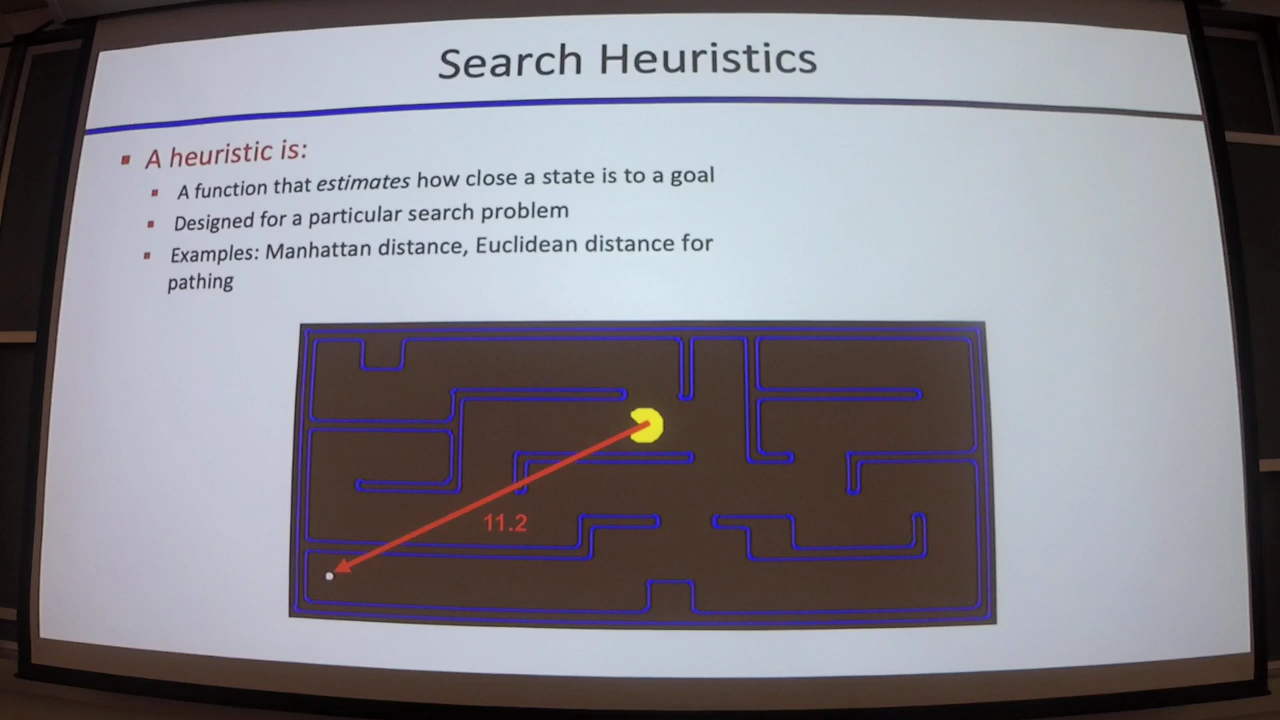 Search Heuristics
A heuristic is:
A function that estimates how close a state is to a goal
Designed for a particular search problem
Examples: Manhattan distance, Euclidean distance for
pathing
11.2